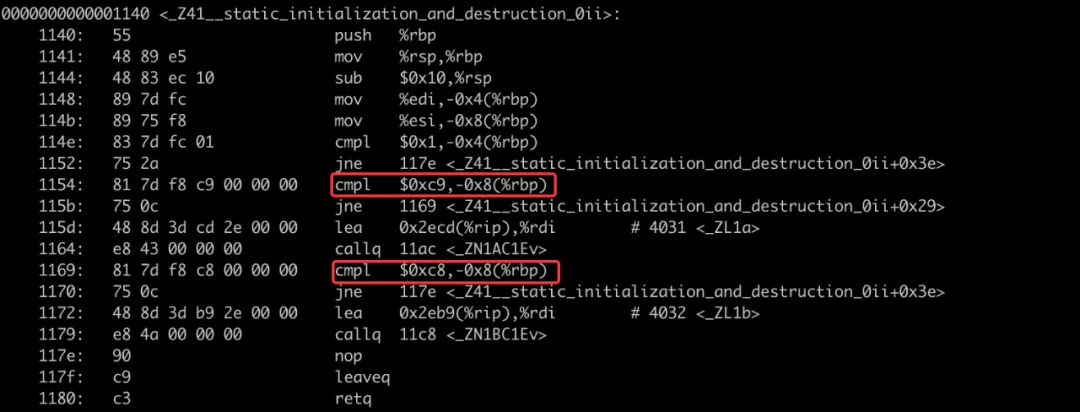 0000000000001140 <_Z41__static_initialization_and_destruction_0ii>:
1140: 55 push %rbp
1141: 48 89 e5 mov %rsp,%rbp
1144: 48 83 ec 10 sub $0x10,%rsp
1148: 89 7d fc mov %edi,-0x4(%rbp)
114b: 89 75 f8 mov %esi,-0x8(%rbp)
114e: 83 7d fc 01 cmpl $0x1,-0x4(%rbp)
1152: 75 2a jne 117e <_Z41__static_initialization_and_destruction_0ii+0x3e>
1154: 81 7d f8 c9 00 00 00 cmpl $0xc9,-0x8(%rbp)
115b: 75 0c jne 1169 <_Z41__static_initialization_and_destruction_0ii+0x29>
115d: 48 8d 3d cd 2e 00 00 lea 0x2ecd(%rip),%rdi # 4031 <_ZL1a>
1164: e8 43 00 00 00 callq 11ac <_ZN1AC1Ev>
1169: 81 7d f8 c8 00 00 00 cmpl $0xc8,-0x8(%rbp)
1170: 75 0c jne 117e <_Z41__static_initialization_and_destruction_0ii+0x3e>
1172: 48 8d 3d b9 2e 00 00 lea 0x2eb9(%rip),%rdi # 4032 <_ZL1b>
1179: e8 4a 00 00 00 callq 11c8 <_ZN1BC1Ev>
117e: 90 nop
117f: c9 leaveq
1180: c3 retq